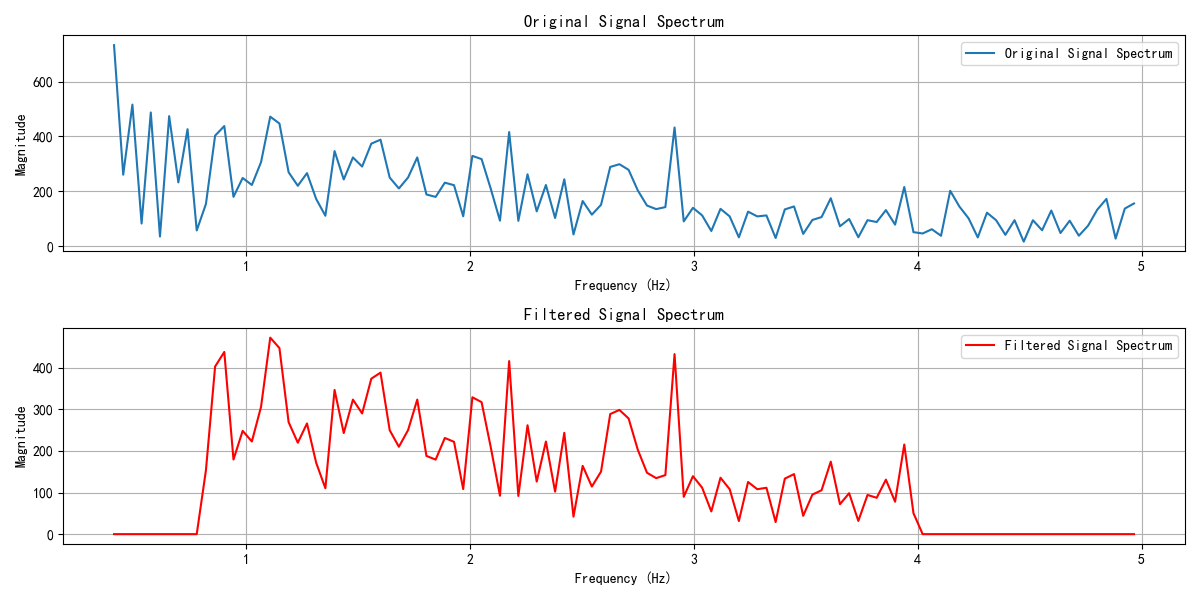 Original Signal Spectrum
Original Signal Spectrum
Magnitude
600
400
200
0
1 2 3 4 5
Frequency (Hz)
Filtered Signal Spectrum
Filtered Signal Spectrum
Magnitude
400
300
200
100
0
1 2 3 4 5
Frequency (Hz)